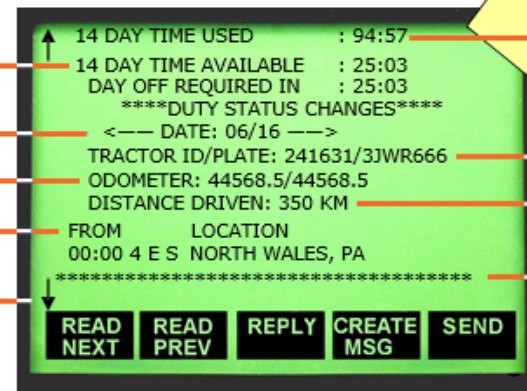 14 DAY TIME USED : 94:57
14 DAY TIME AVAILABLE : 25:03
DAY OFF REQUIRED IN : 25:03
****DUTY STATUS CHANGES****
<—— DATE: 06/16 ——>
TRACTOR ID/PLATE: 241631/3JWR666
ODOMETER: 44568.5/44568.5
DISTANCE DRIVEN: 350 KM
FROM LOCATION
00:00 4 E S NORTH WALES, PA
**************************************
READ NEXT READ PREV REPLY CREATE MSG SEND